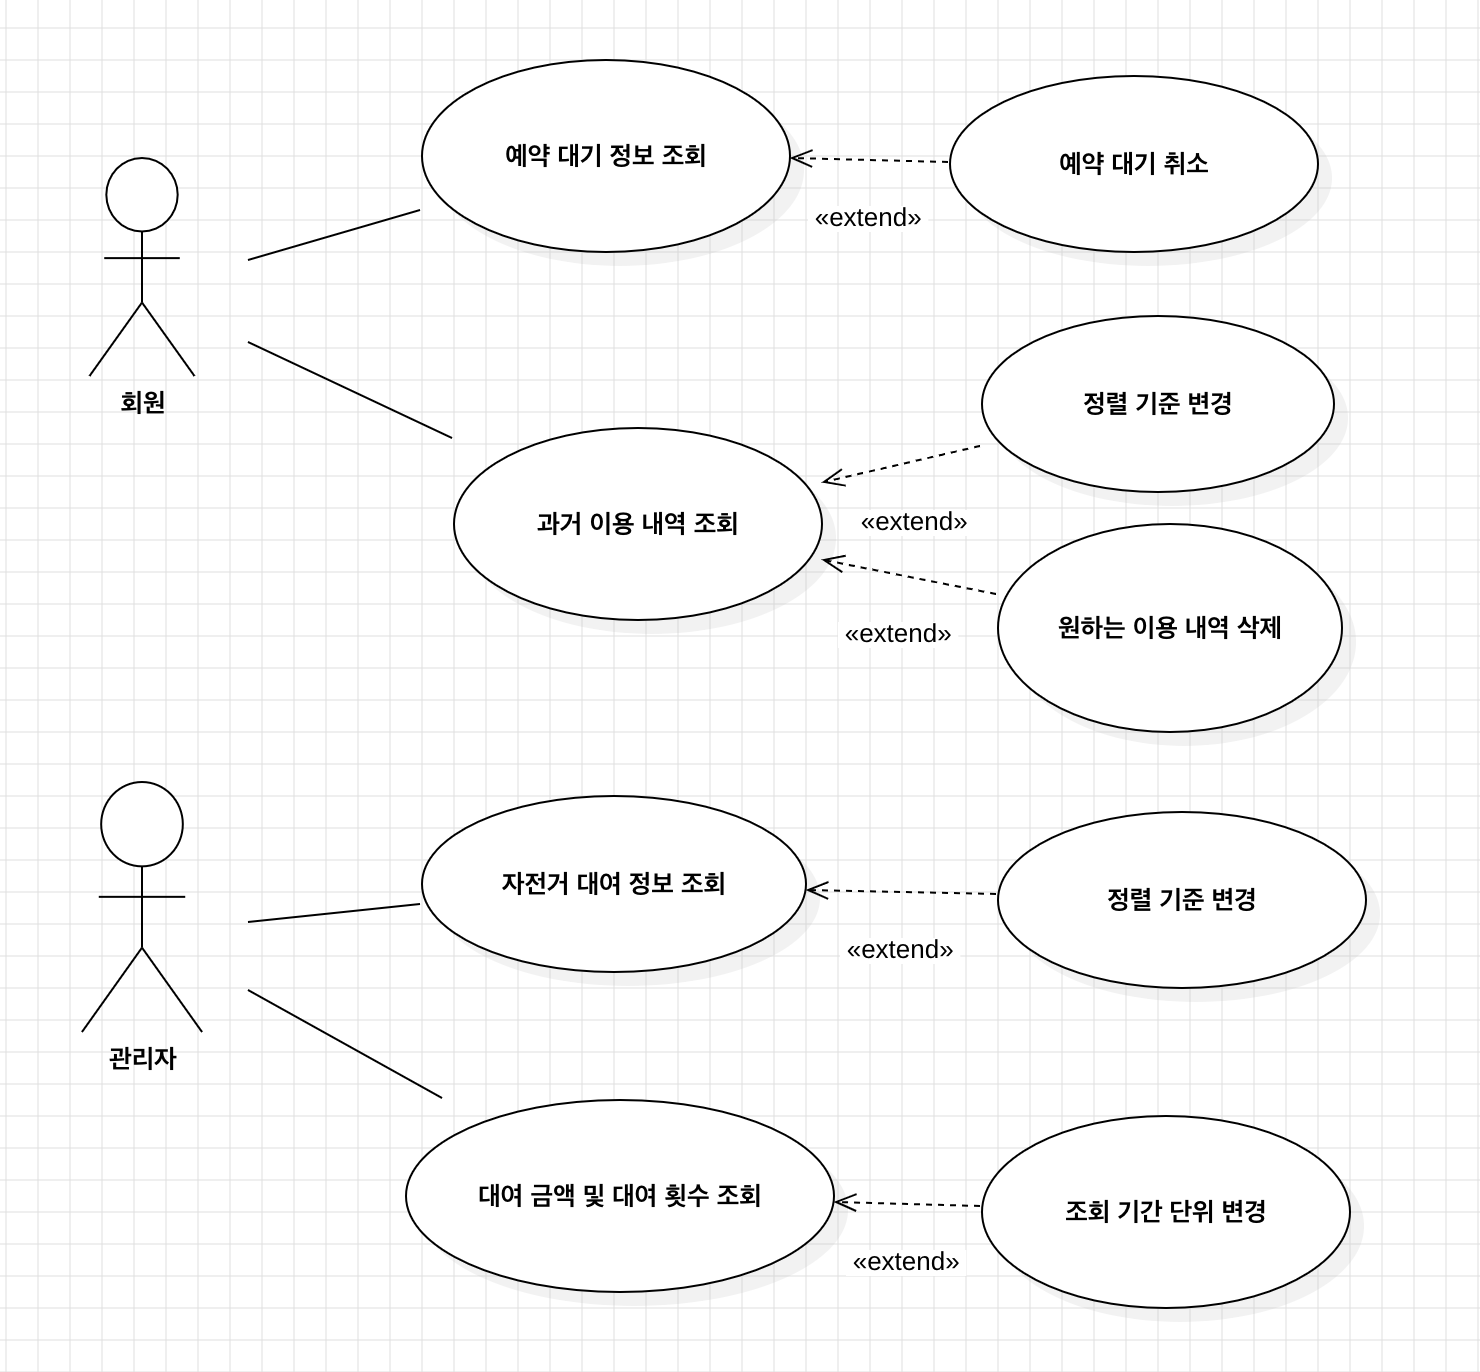 예약 대기 정보 조회
예약 대기 취소
«extend»
회원
정렬 기준 변경
과거 이용 내역 조회
«extend»
원하는 이용 내역 삭제
«extend»
자전거 대여 정보 조회
정렬 기준 변경
«extend»
관리자
대여 금액 및 대여 횟수 조회
조회 기간 단위 변경
«extend»